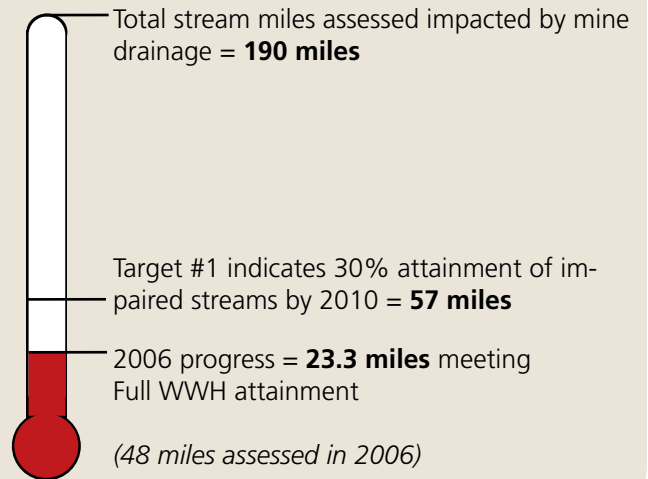 Total stream miles assessed impacted by mine
drainage = 190 miles
Target #1 indicates 30% attainment of im-
paired streams by 2010 = 57 miles
2006 progress = 23.3 miles meeting
Full WWH attainment
(48 miles assessed in 2006)